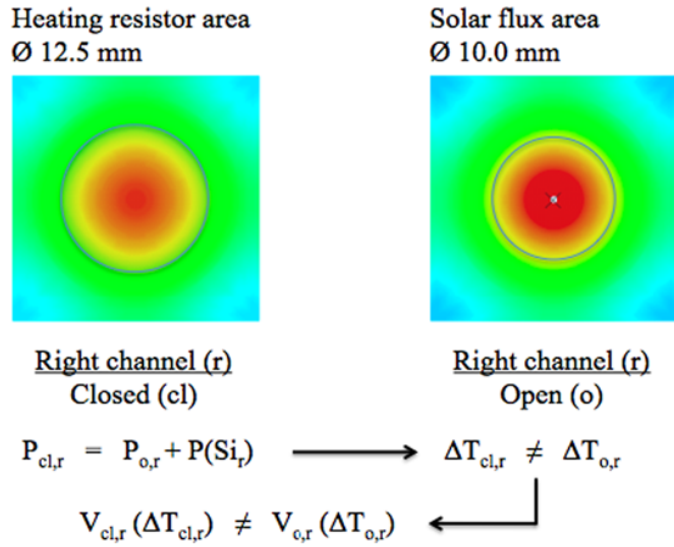 Heating resistor area
Ø 12.5 mm
Solar flux area
Ø 10.0 mm
Right channel (r)
Closed (cl)
Right channel (r)
Open (o)
P_cl,r = P_o,r + P(Si_r) → ΔT_cl,r ≠ ΔT_o,r
V_cl,r (ΔT_cl,r) ≠ V_o,r (ΔT_o,r)